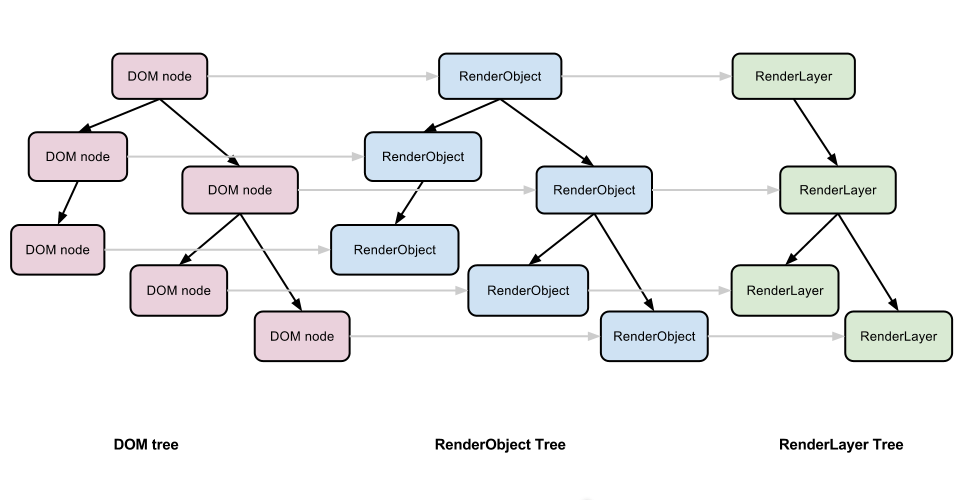 DOM node
RenderObject
RenderLayer
DOM node
RenderObject
DOM node
RenderObject
RenderLayer
DOM node
RenderObject
DOM node
RenderObject
RenderLayer
DOM node
RenderObject
RenderLayer
DOM tree
RenderObject Tree
RenderLayer Tree